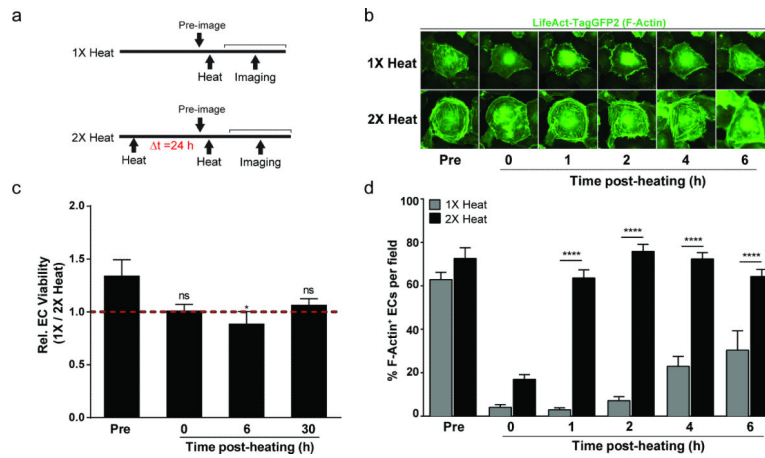 a
Pre-image
1X Heat
Heat
Imaging
Pre-image
2X Heat
Δt =24 h
Heat
Heat
Imaging
b
LifeAct-TagGFP2 (F-Actin)
1X Heat
2X Heat
Pre 0 1 2 4 6
Time post-heating (h)
c
Rel. EC Viability
(1X / 2X Heat)
2.0
1.5
1.0
0.5
0.0
ns
*
ns
Pre 0 6 30
Time post-heating (h)
d
1X Heat
2X Heat
% F-Actin⁺ ECs per field
100
80
60
40
20
0
****
****
****
****
Pre 0 1 2 4 6
Time post-heating (h)